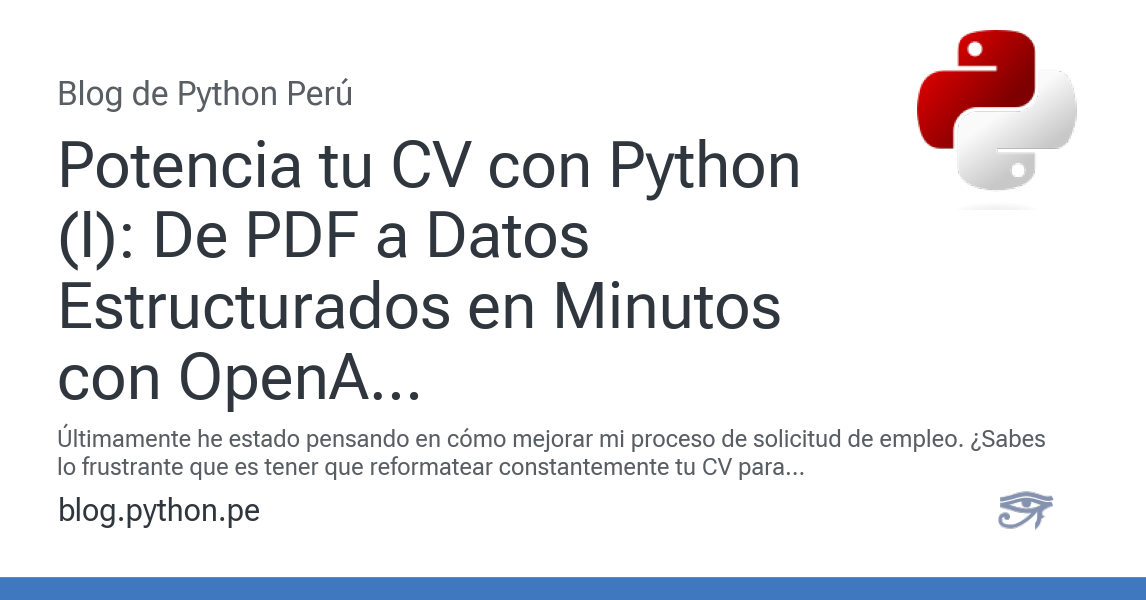 Blog de Python Perú
Potencia tu CV con Python
(I): De PDF a Datos
Estructurados en Minutos
con OpenA...
Últimamente he estado pensando en cómo mejorar mi proceso de solicitud de empleo. ¿Sabes
lo frustrante que es tener que reformatear constantemente tu CV para...
blog.python.pe